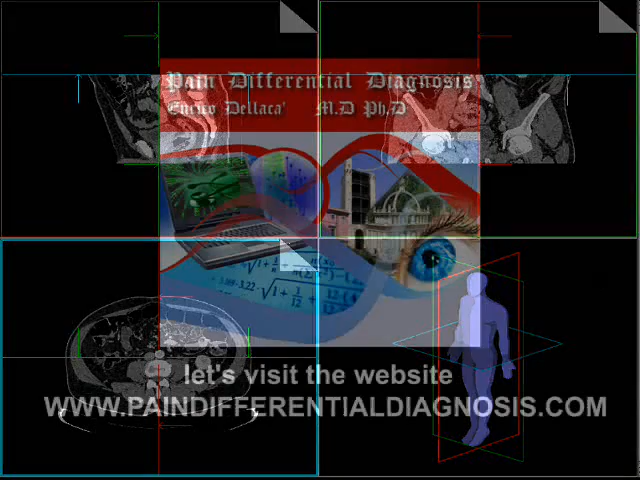 Pain Differential Diagnosis
Enrico Dellaca' M.D Ph.D
let's visit the website
WWW.PAINDIFFERENTIALDIAGNOSIS.COM